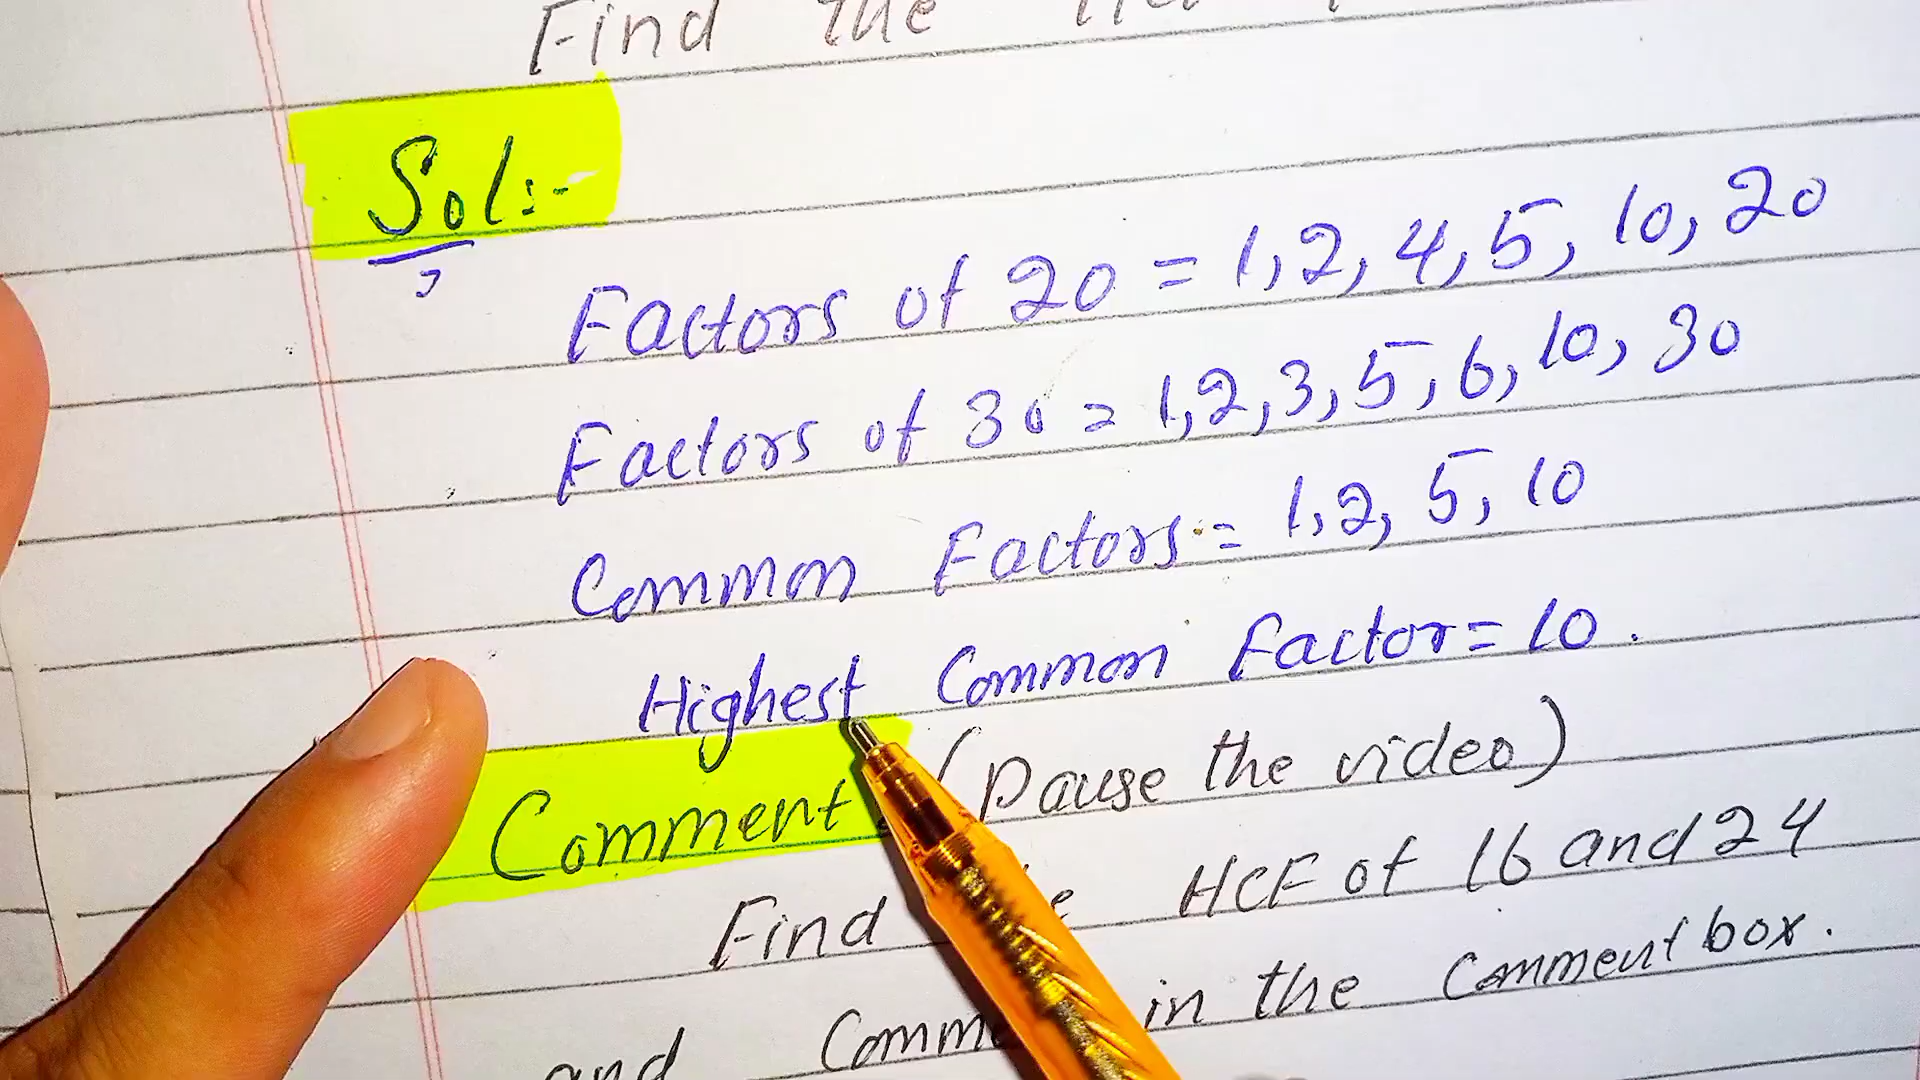 Find the
Sol:-
Factors of 20 = 1, 2, 4, 5, 10, 20
Factors of 30 = 1, 2, 3, 5, 6, 10, 30
Common Factors = 1, 2, 5, 10
Highest Common Factor = 10.
Comment (Pause the video)
Find HCF of 16 and 24
and in the Comment box.